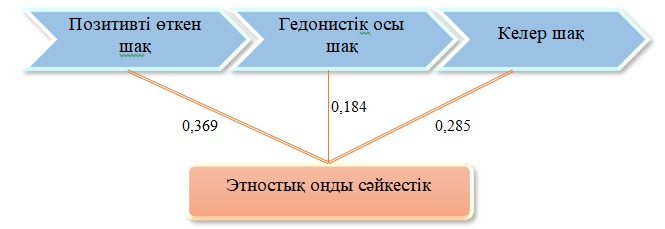 Позитивті өткен
шақ
Гедонистік осы
шақ
Келер шақ
0,369
0,184
0,285
Этностық оңды сәйкестік